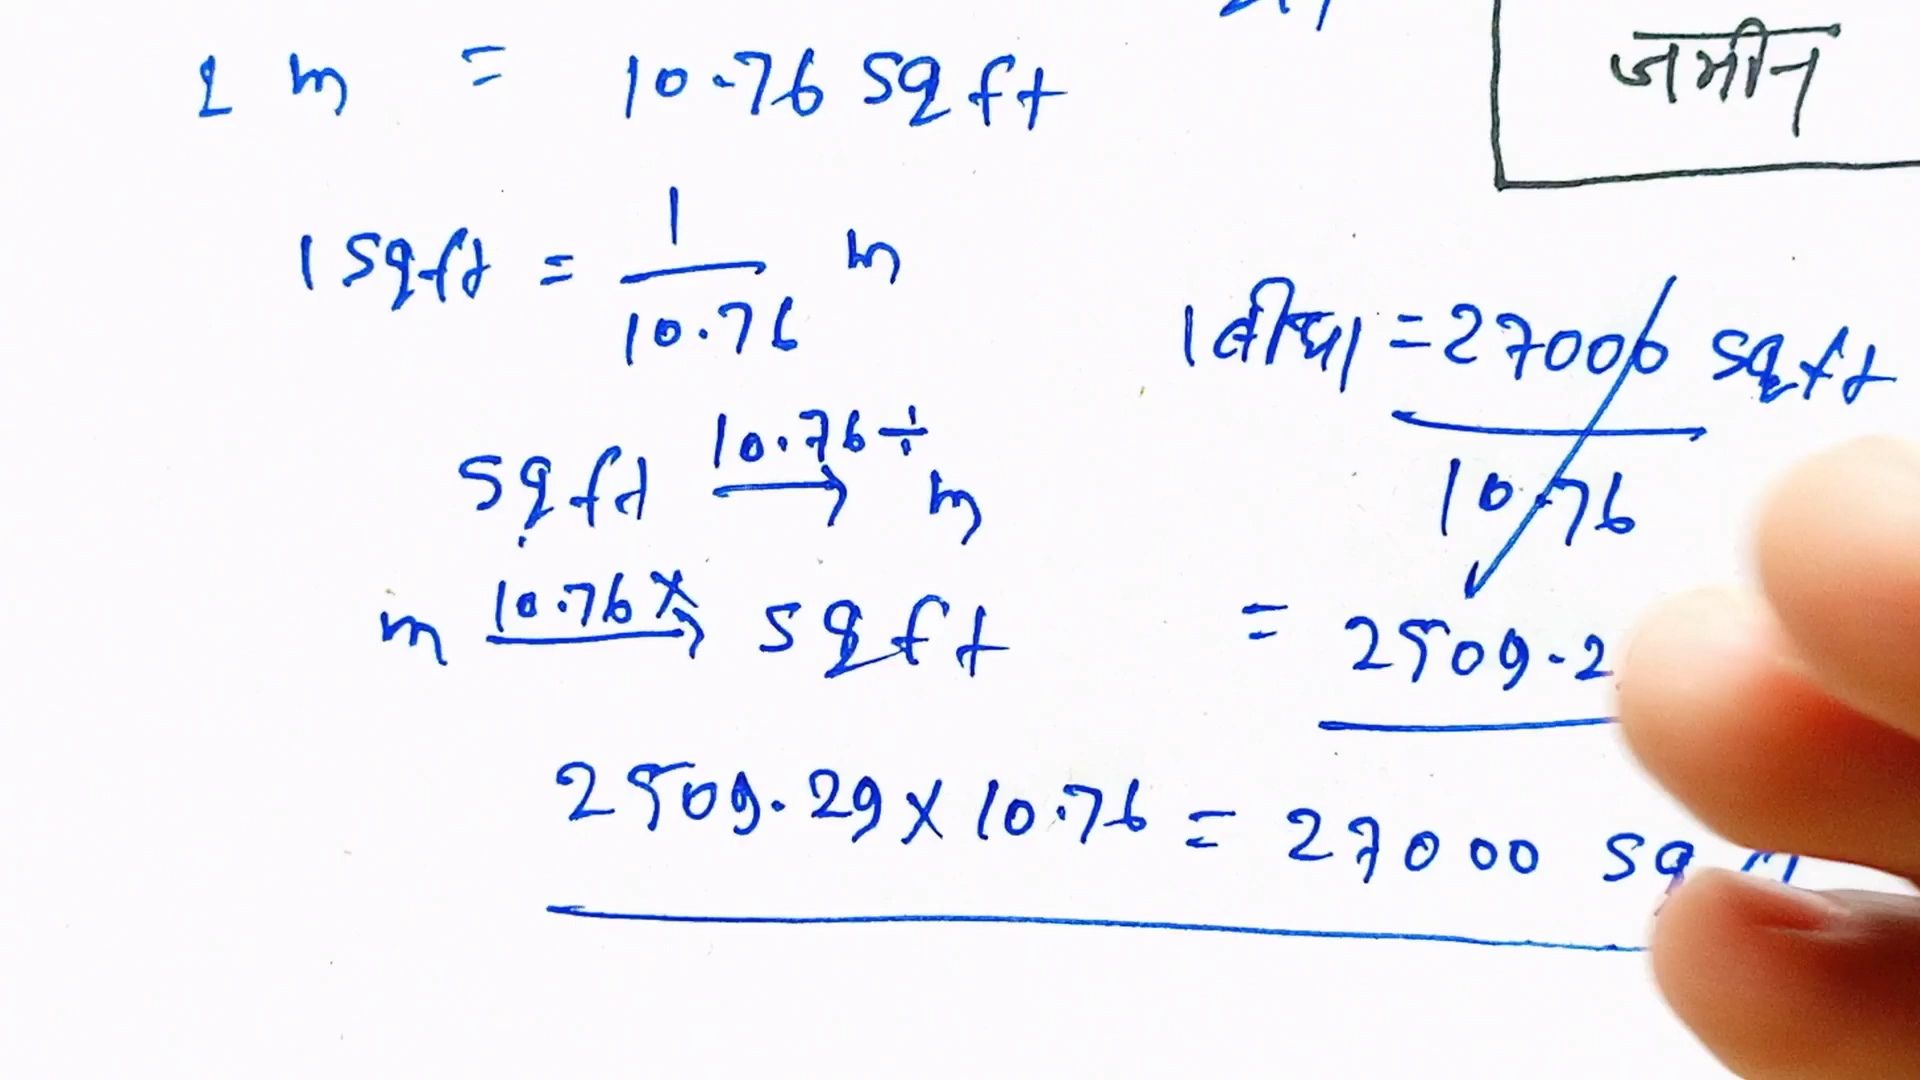 1 m = 10.76 sqft
जमीन
1 sqft = 1/10.76 m
1 बीघा = 27000 sqft
10.76
sqft 10.76÷ → m
m 10.76× → sqft
= 2509.2
2509.29 × 10.76 = 27000 sq